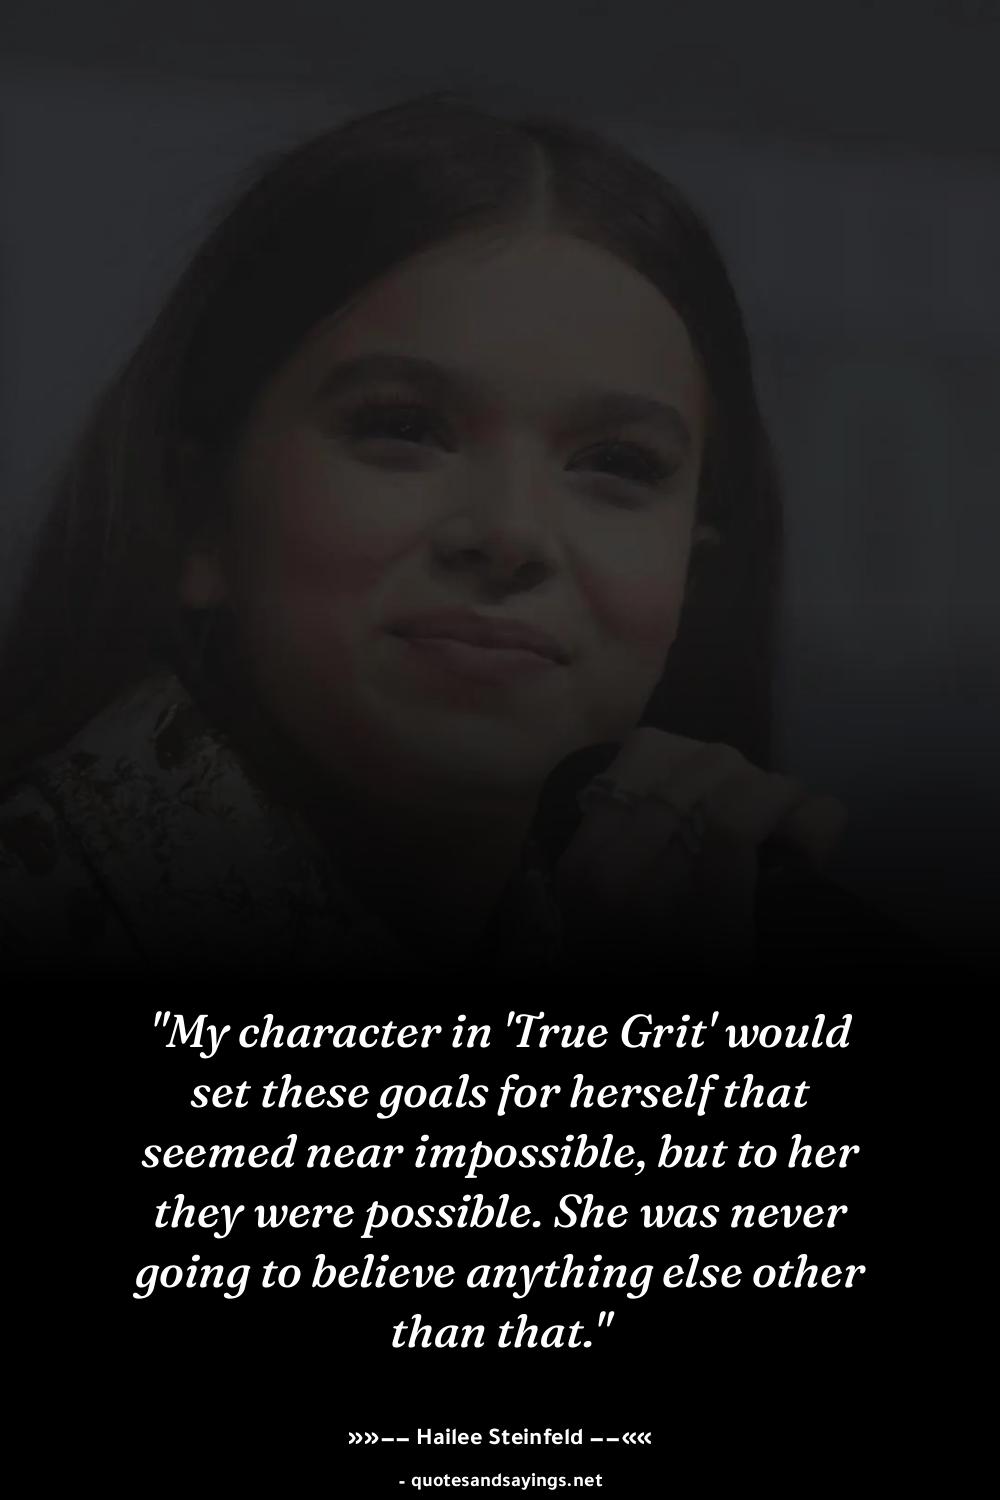 "My character in 'True Grit' would
set these goals for herself that
seemed near impossible, but to her
they were possible. She was never
going to believe anything else other
than that."
»»−− Hailee Steinfeld −−««
- quotesandsayings.net